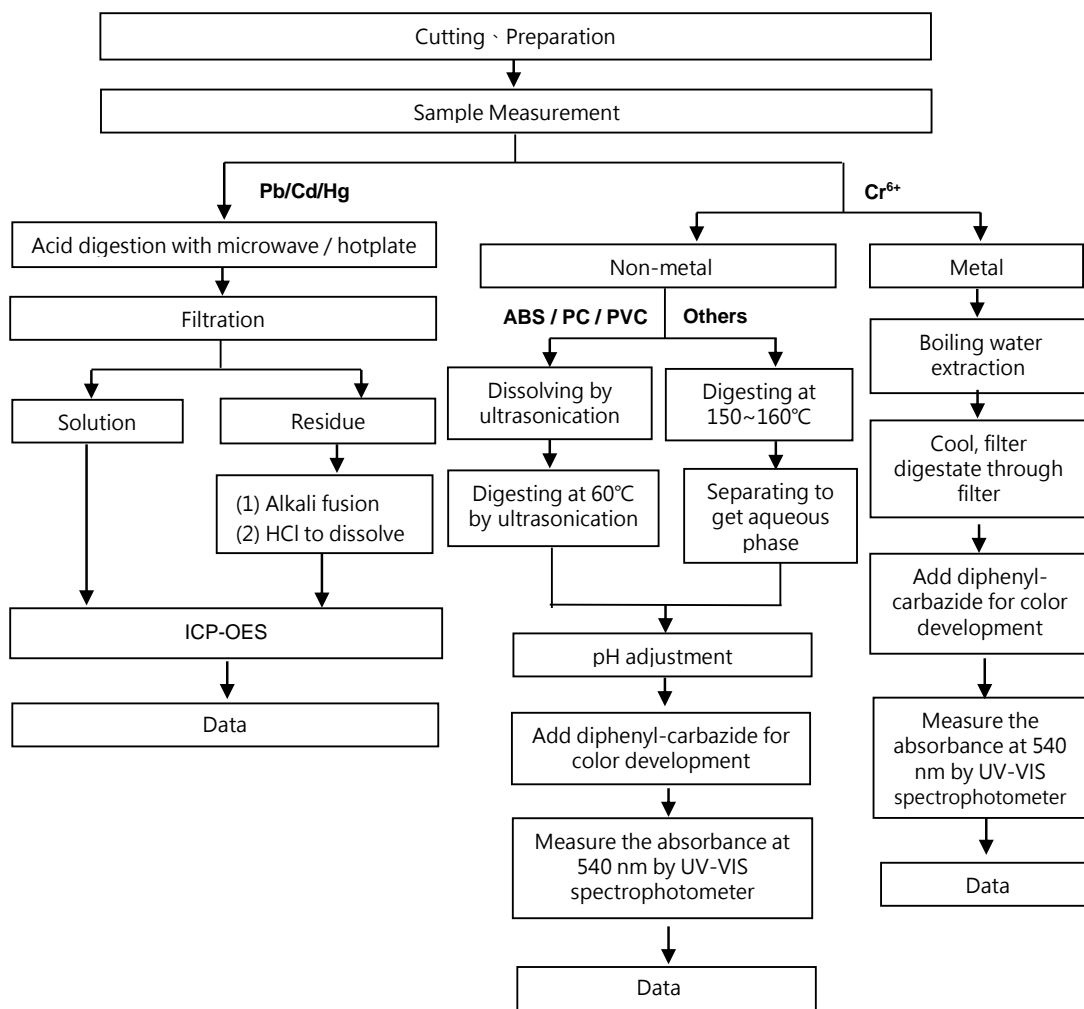 Cutting、Preparation
Sample Measurement
Pb/Cd/Hg
Acid digestion with microwave / hotplate
Filtration
Solution
Residue
(1) Alkali fusion
(2) HCl to dissolve
ICP-OES
Data
Cr⁶⁺
Non-metal
ABS / PC / PVC
Others
Dissolving by
ultrasonication
Digesting at 60℃
by ultrasonication
Digesting at
150~160℃
Separating to
get aqueous
phase
pH adjustment
Add diphenyl-carbazide for
color development
Measure the absorbance at
540 nm by UV-VIS
spectrophotometer
Data
Metal
Boiling water
extraction
Cool, filter
digestate through
filter
Add diphenyl-
carbazide for color
development
Measure the
absorbance at 540
nm by UV-VIS
spectrophotometer
Data